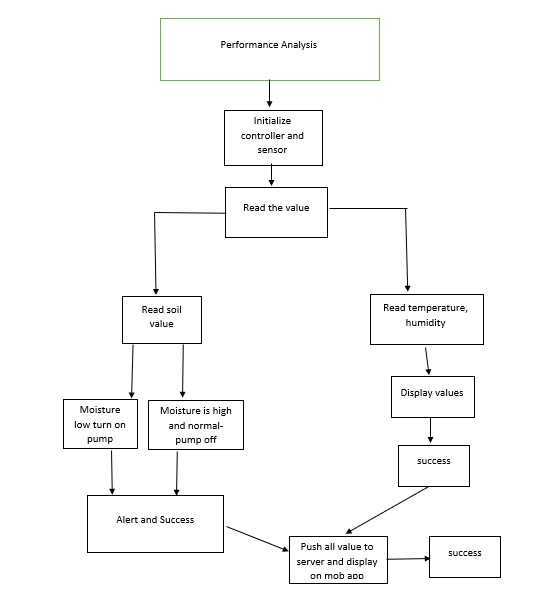 Performance Analysis
Initialize
controller and
sensor
Read the value
Read soil
value
Read temperature,
humidity
Moisture
low turn on
pump
Moisture is high
and normal-
pump off
Display values
success
Alert and Success
Push all value to
server and display
on mob app
success